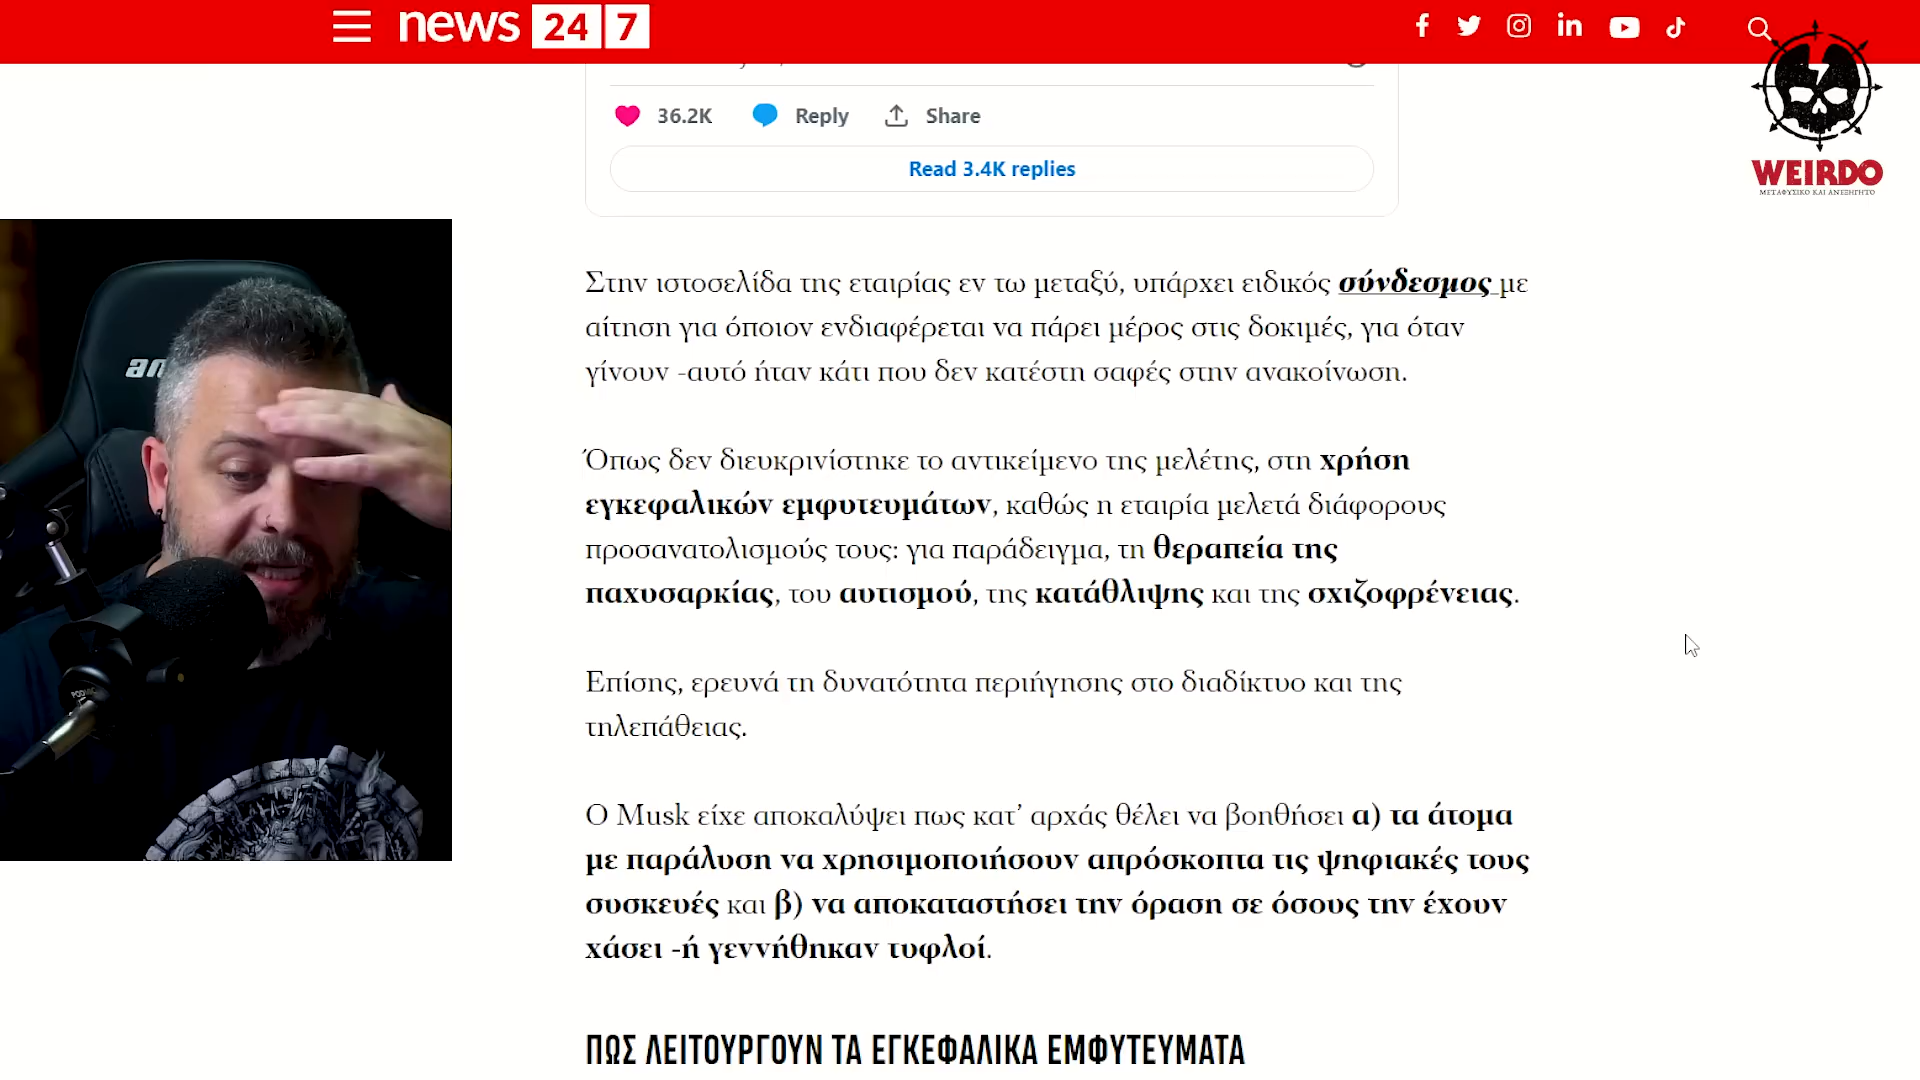 news 24 7
36.2K Reply Share
Read 3.4K replies
WEIRDO
ΜΕΤΑΦΥΣΙΚΟ ΚΑΙ ΑΝΕΞΗΓΗΤΟ
Στην ιστοσελίδα της εταιρίας εν τω μεταξύ, υπάρχει ειδικός σύνδεσμος με
αίτηση για όποιον ενδιαφέρεται να πάρει μέρος στις δοκιμές, για όταν
γίνουν -αυτό ήταν κάτι που δεν κατέστη σαφές στην ανακοίνωση.
Όπως δεν διευκρινίστηκε το αντικείμενο της μελέτης, στη χρήση
εγκεφαλικών εμφυτευμάτων, καθώς η εταιρία μελετά διάφορους
προσανατολισμούς τους: για παράδειγμα, τη θεραπεία της
παχυσαρκίας, του αυτισμού, της κατάθλιψης και της σχιζοφρένειας.
Επίσης, ερευνά τη δυνατότητα περιήγησης στο διαδίκτυο και της
τηλεπάθειας.
Ο Musk είχε αποκαλύψει πως κατ’ αρχάς θέλει να βοηθήσει α) τα άτομα
με παράλυση να χρησιμοποιήσουν απρόσκοπτα τις ψηφιακές τους
συσκευές και β) να αποκαταστήσει την όραση σε όσους την έχουν
χάσει -ή γεννήθηκαν τυφλοί.
ΠΩΣ ΛΕΙΤΟΥΡΓΟΥΝ ΤΑ ΕΓΚΕΦΑΛΙΚΑ ΕΜΦΥΤΕΥΜΑΤΑ